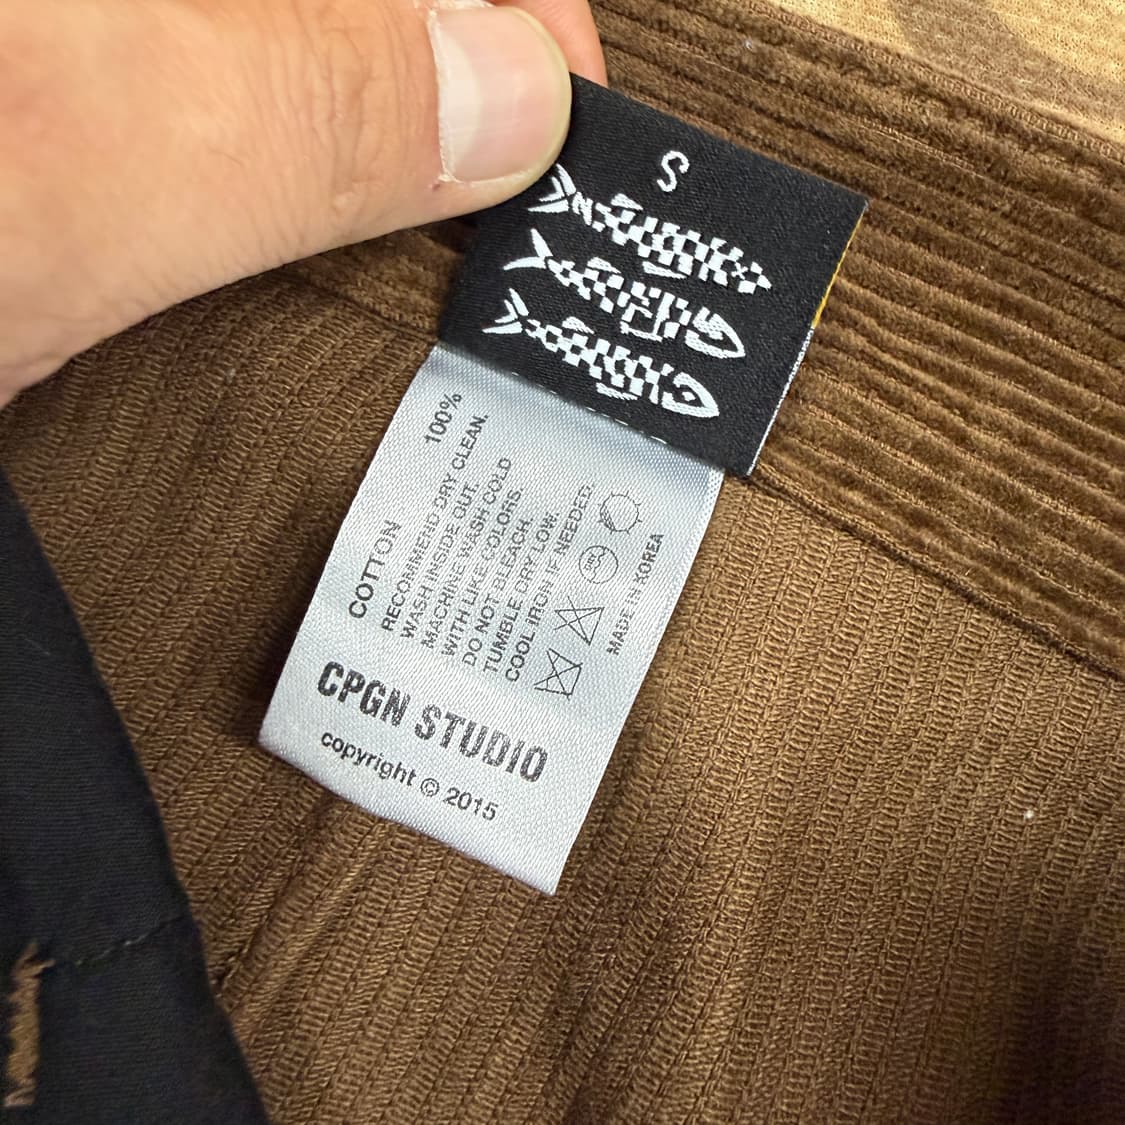 S
100%
COTTON
RECOMMEND DRY CLEAN.
WASH INSIDE OUT.
MACHINE WASH COLD
WITH LIKE COLORS.
DO NOT BLEACH.
TUMBLE DRY LOW.
COOL IRON IF NEEDED.
MADE IN KOREA
CPGN STUDIO
copyright © 2015